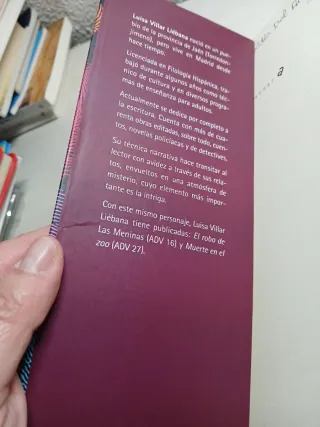 Luisa Villar Liébana nació en un pue-
blo de la provincia de Jaén (Torredon-
jimeno), pero vive en Madrid desde
hace tiempo.
Licenciada en Filología Hispánica, tra-
bajó durante algunos años como téc-
nico de cultura y en diversos progra-
mas de enseñanza para adultos.
Actualmente se dedica por completo a
la escritura. Cuenta con más de cua-
renta obras editadas, sobre todo, cuen-
tos, novelas policíacas y de detectives.
Su técnica narrativa hace transitar al
lector con avidez a través de sus rela-
tos, envueltos en una atmósfera de
misterio, cuyo elemento más impor-
tante es la intriga.
Con este mismo personaje, Luisa Villar
Liébana tiene publicadas: El robo de
Las Meninas (ADV 16) y Muerte en el
zoo (ADV 27).
a